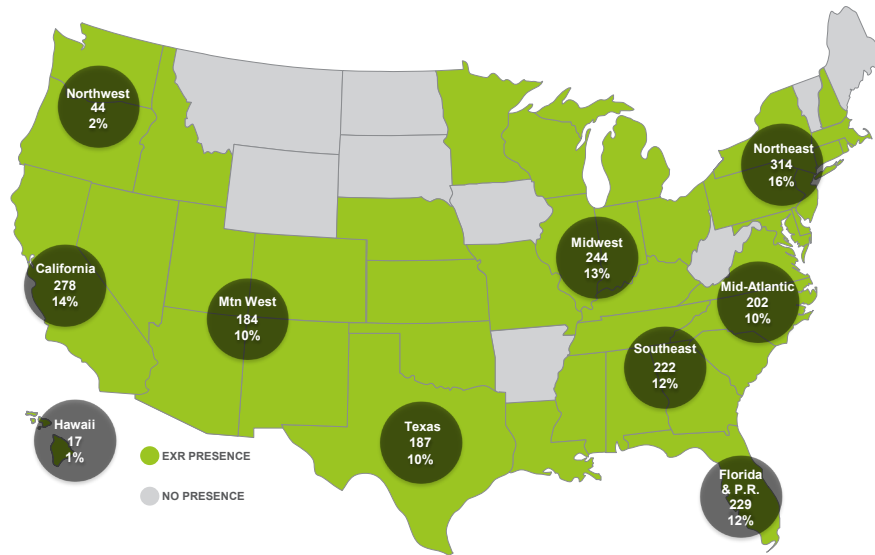 Northwest
44
2%
Northeast
314
16%
Midwest
244
13%
California
278
14%
Mtn West
184
10%
Mid-Atlantic
202
10%
Southeast
222
12%
Hawaii
17
1%
Texas
187
10%
Florida
& P.R.
229
12%
EXR PRESENCE
NO PRESENCE